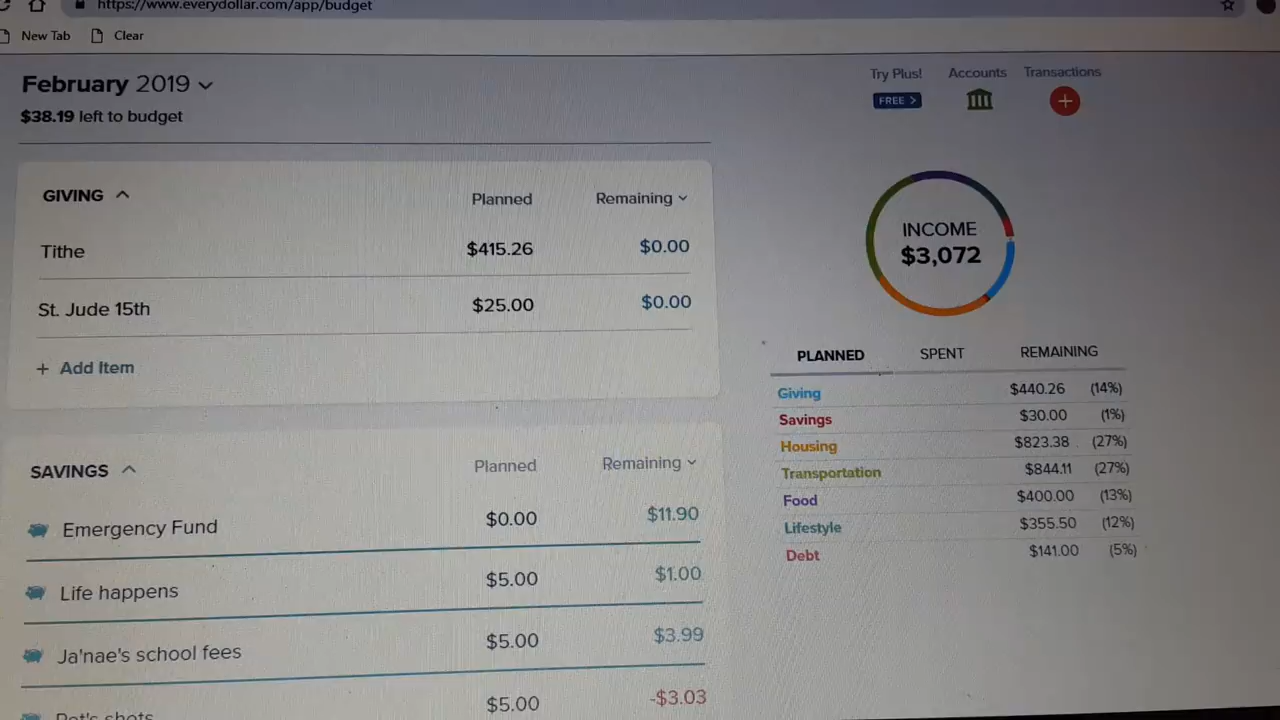 https://www.everydollar.com/app/budget
New Tab Clear
February 2019
$38.19 left to budget
Try Plus! Accounts Transactions
FREE >
GIVING Planned Remaining
Tithe $415.26 $0.00
St. Jude 15th $25.00 $0.00
+ Add Item
SAVINGS Planned Remaining
Emergency Fund $0.00 $11.90
Life happens $5.00 $1.00
Ja'nae's school fees $5.00 $3.99
Pet's shots $5.00 -$3.03
INCOME
$3,072
PLANNED SPENT REMAINING
Giving $440.26 (14%)
Savings $30.00 (1%)
Housing $823.38 (27%)
Transportation $844.11 (27%)
Food $400.00 (13%)
Lifestyle $355.50 (12%)
Debt $141.00 (5%)